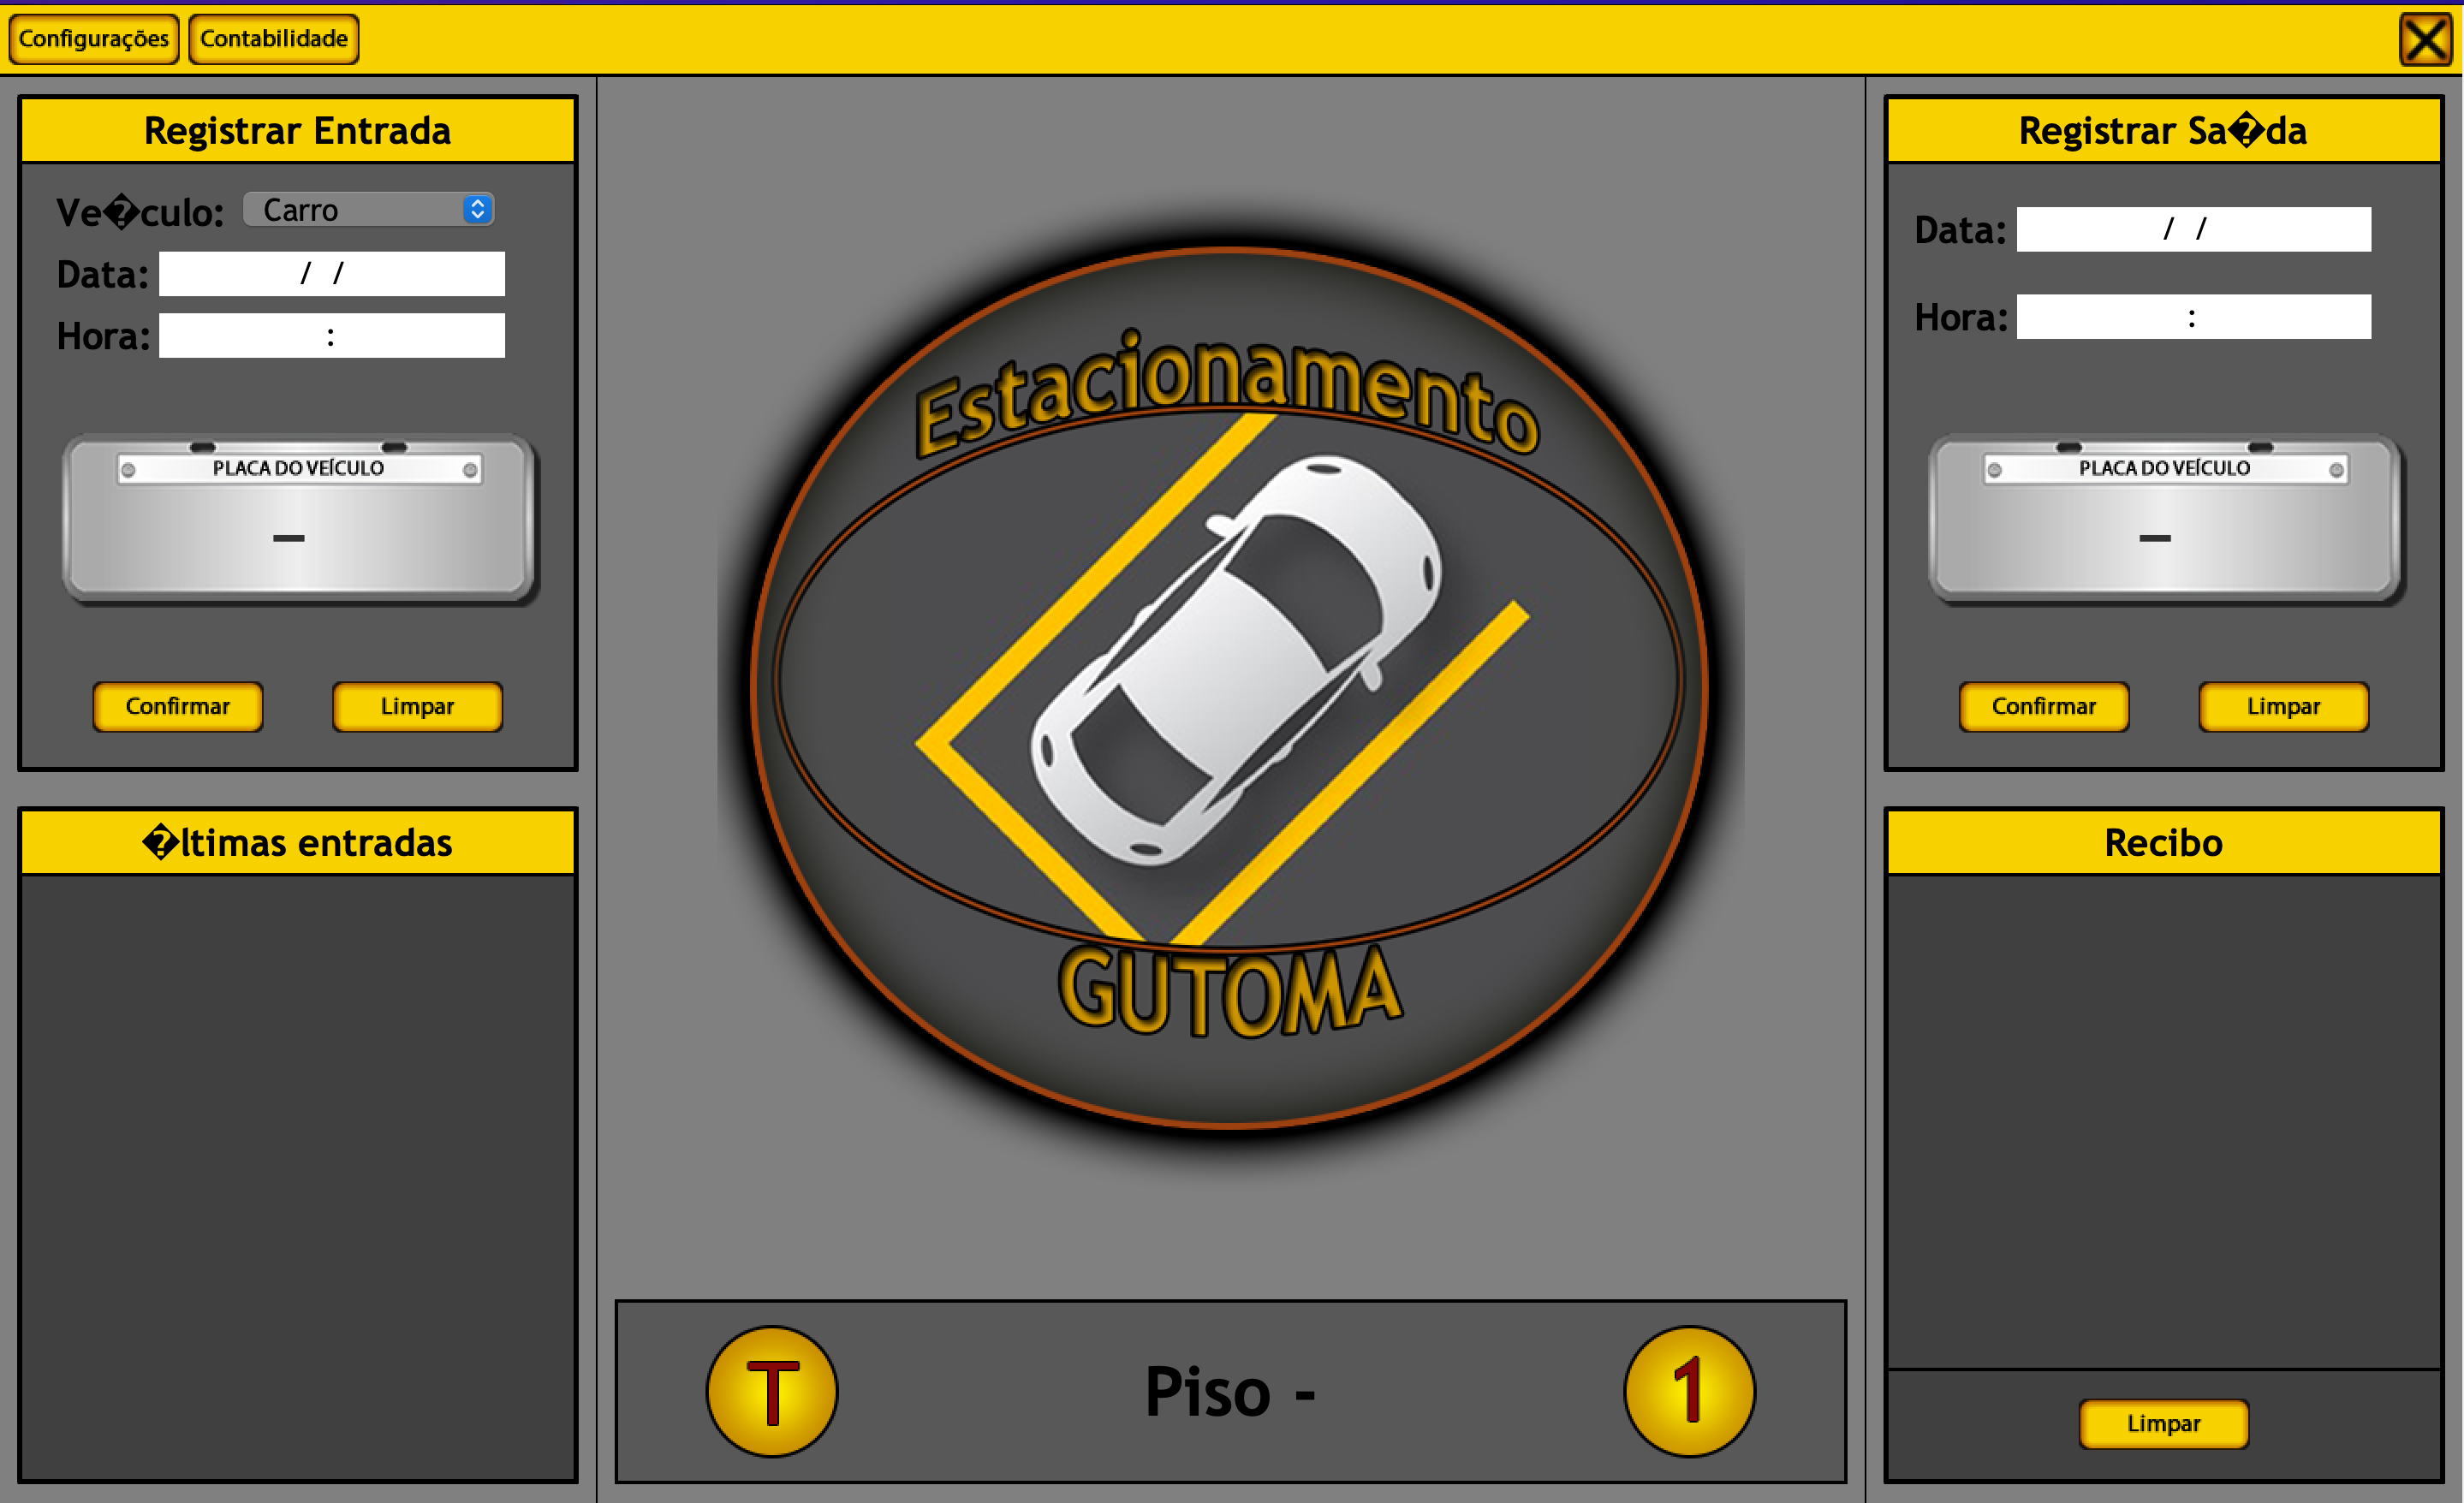 Configurações Contabilidade
Registrar Entrada
Ve�culo: Carro
Data: / /
Hora: :
PLACA DO VEÍCULO
-
Confirmar Limpar
�ltimas entradas
Estacionamento
GUTOMA
T Piso - 1
Registrar Sa�da
Data: / /
Hora: :
PLACA DO VEÍCULO
-
Confirmar Limpar
Recibo
Limpar